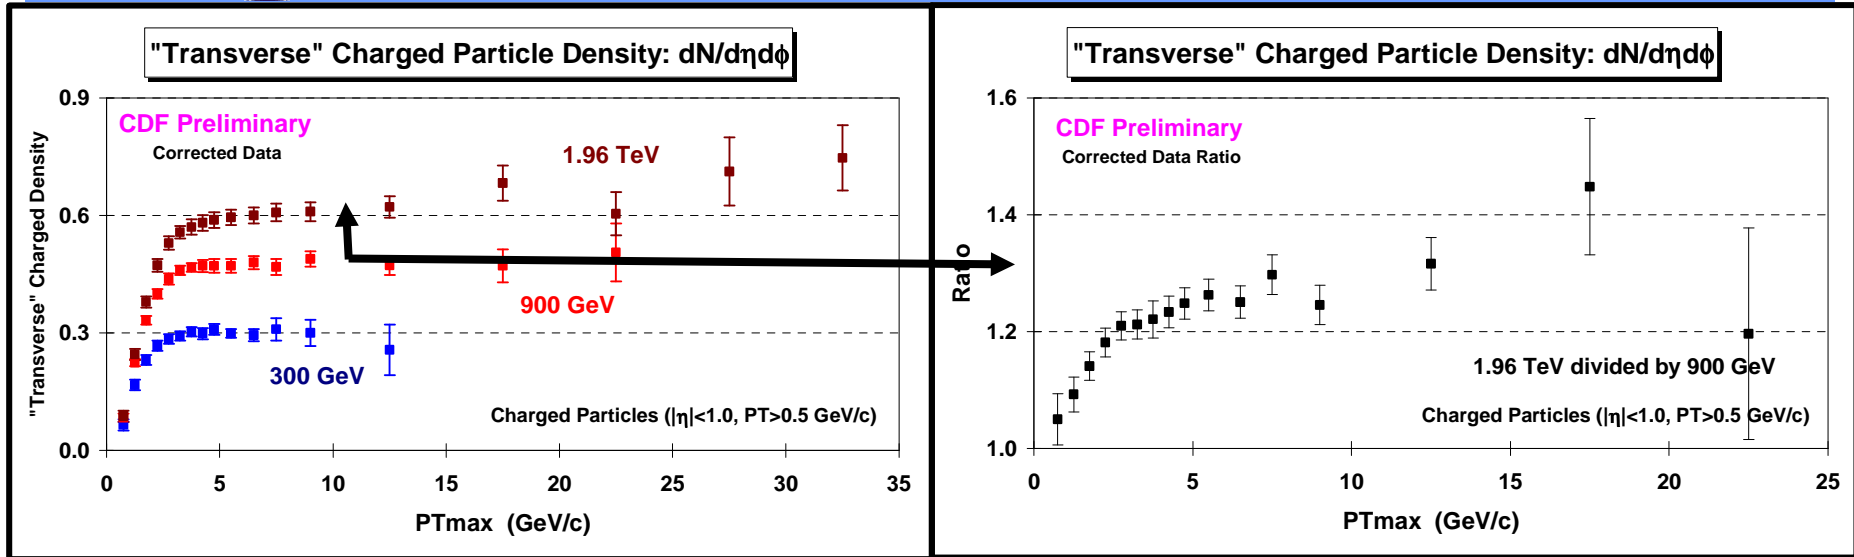 "Transverse" Charged Particle Density: dN/dηdϕ
0.9
0.6
0.3
0.0
"Transverse" Charged Density
CDF Preliminary
Corrected Data
1.96 TeV
900 GeV
300 GeV
Charged Particles (|η|<1.0, PT>0.5 GeV/c)
0 5 10 15 20 25 30 35
PTmax (GeV/c)
"Transverse" Charged Particle Density: dN/dηdϕ
1.6
1.4
1.2
1.0
Ratio
CDF Preliminary
Corrected Data Ratio
1.96 TeV divided by 900 GeV
Charged Particles (|η|<1.0, PT>0.5 GeV/c)
0 5 10 15 20 25
PTmax (GeV/c)